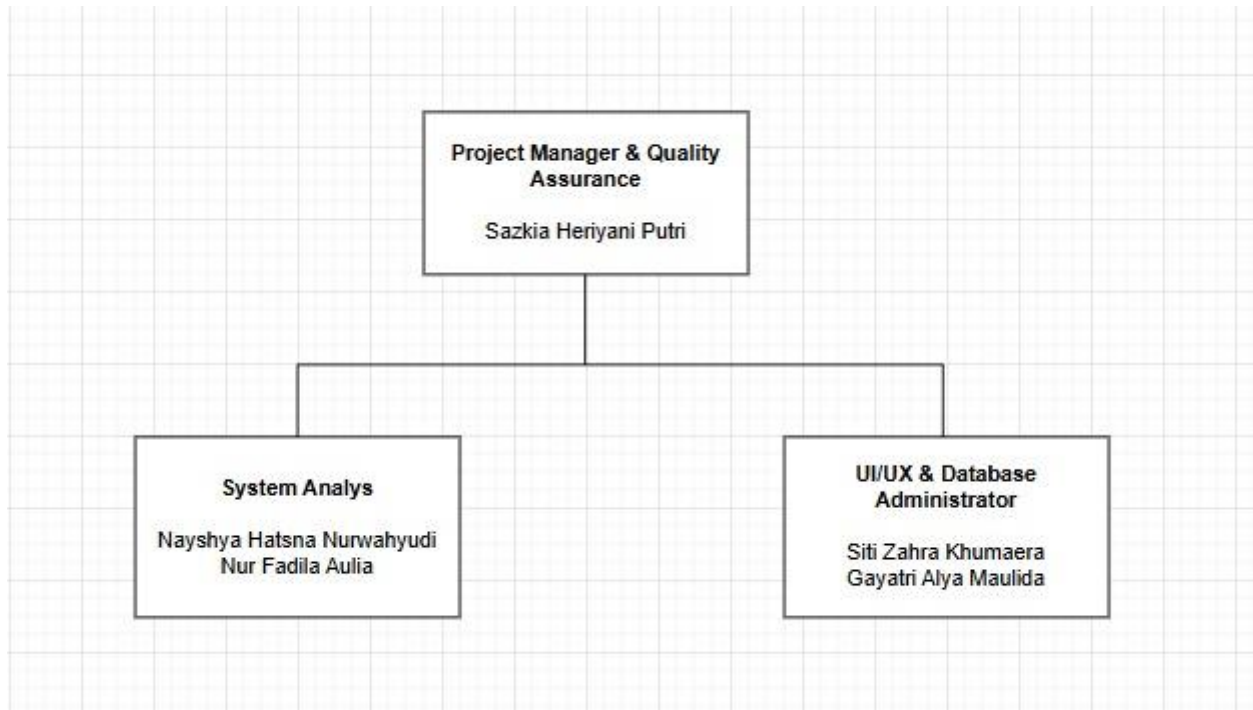 Project Manager & Quality
Assurance
Sazkia Heriyani Putri
System Analys
Nayshya Hatsna Nurwahyudi
Nur Fadila Aulia
UI/UX & Database
Administrator
Siti Zahra Khumaera
Gayatri Alya Maulida